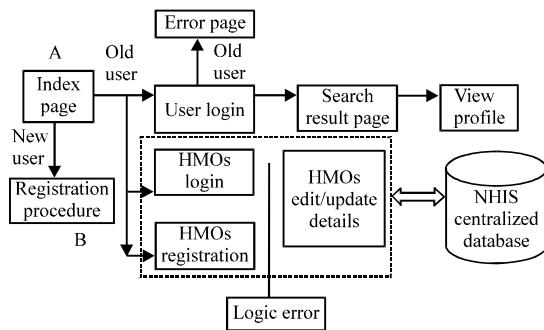 Error page
A
Old
user
Old
user
Index
page
User login
Search
result page
View
profile
New
user
HMOs
login
HMOs
edit/update
details
NHIS
centralized
database
Registration
procedure
B
HMOs
registration
Logic error